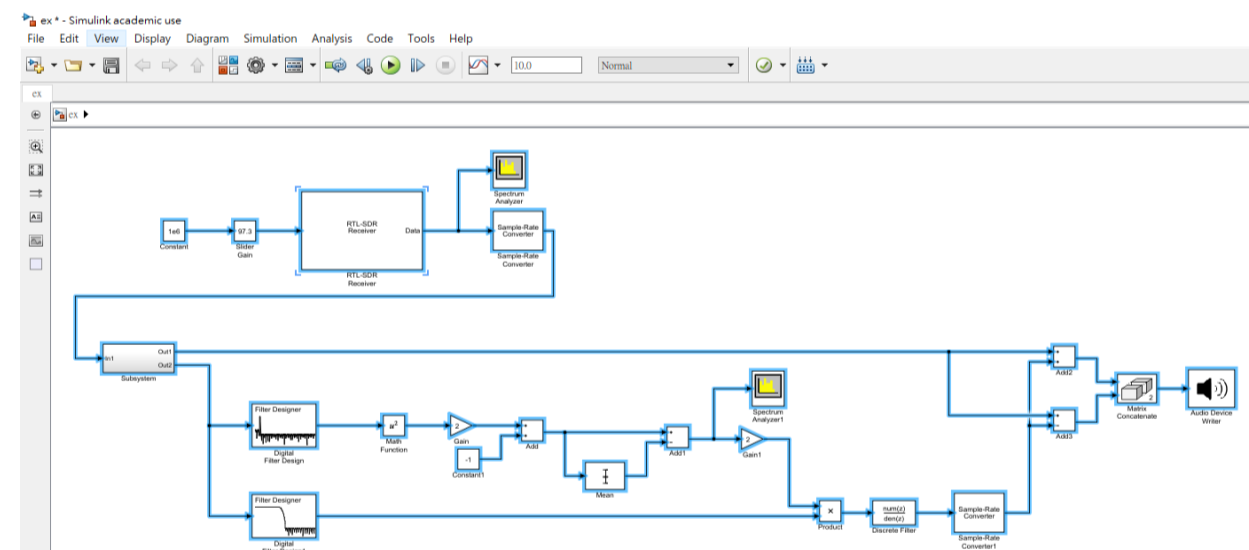 ex * - Simulink academic use
File Edit View Display Diagram Simulation Analysis Code Tools Help
10.0
Normal
ex
ex
Spectrum
Analyzer
1e6
Constant
97.3
Slider
Gain
RTL-SDR
Receiver
Data
RTL-SDR
Receiver
Sample-Rate
Converter
Sample-Rate
Converter
In1
Out1
Out2
Subsystem
Add2
2
Matrix
Concatenate
Audio Device
Writer
Add3
Spectrum
Analyzer1
Filter Designer
Digital
Filter Design
u²
Math
Function
2
Gain
-1
Constant1
Add
Mean
Add1
2
Gain1
Filter Designer
Digital
×
Product
num(z)
den(z)
Discrete Filter
Sample-Rate
Converter
Sample-Rate
Converter1